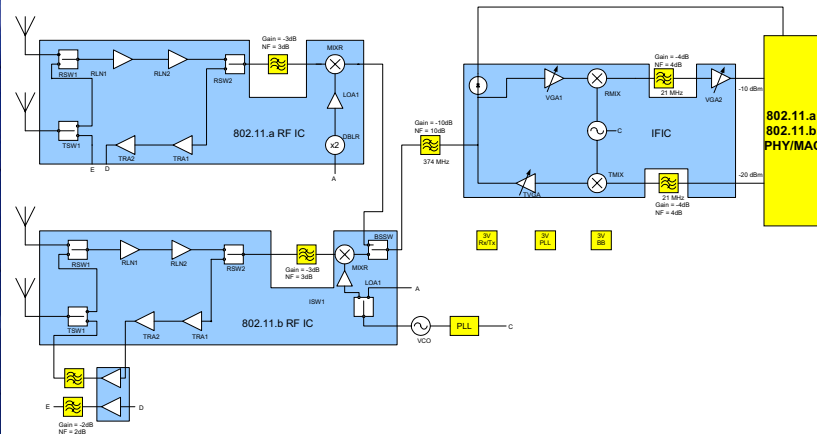 Gain = -3dB
NF = 3dB
MIXR
RSW1
RLN1
RLN2
RSW2
LOA1
TSW1
TRA2
TRA1
802.11.a RF IC
DBLR
x2
E
D
A
Gain = -10dB
NF = 10dB
374 MHz
Gain = -4dB
NF = 4dB
21 MHz
VGA1
RMIX
VGA2
-10 dBm
C
IFIC
802.11.a
802.11.b
PHY/MAC
TVGA
TMIX
21 MHz
Gain = -4dB
NF = 4dB
-20 dBm
3V
Rx/Tx
3V
PLL
3V
BB
BSSW
RSW1
RLN1
RLN2
RSW2
Gain = -3dB
NF = 3dB
MIXR
LOA1
A
ISW1
TSW1
TRA2
TRA1
802.11.b RF IC
VCO
PLL
C
E
D
Gain = -2dB
NF = 2dB